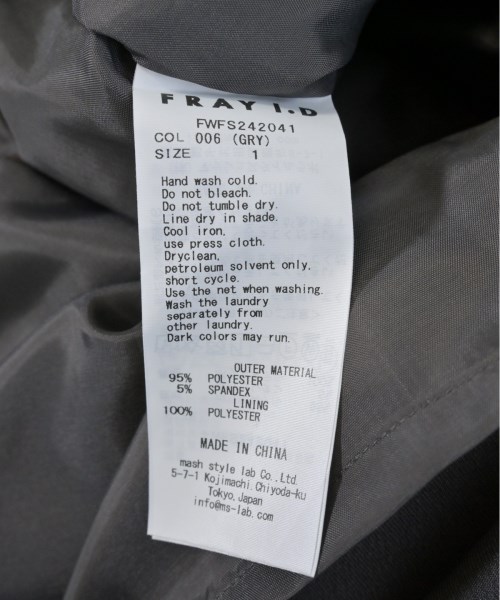 FRAY I.D
FWFS242041
COL 006 (GRY)
SIZE 1
Hand wash cold.
Do not bleach.
Do not tumble dry.
Line dry in shade.
Cool iron.
use press cloth.
Dryclean,
petroleum solvent only,
short cycle.
Use the net when washing.
Wash the laundry
separately from
other laundry.
Dark colors may run.
OUTER MATERIAL
95% POLYESTER
5% SPANDEX
LINING
100% POLYESTER
MADE IN CHINA
mash style lab Co.,Ltd.
5-7-1 Kojimachi Chiyoda-ku
Tokyo,Japan
info@ms-lab.com